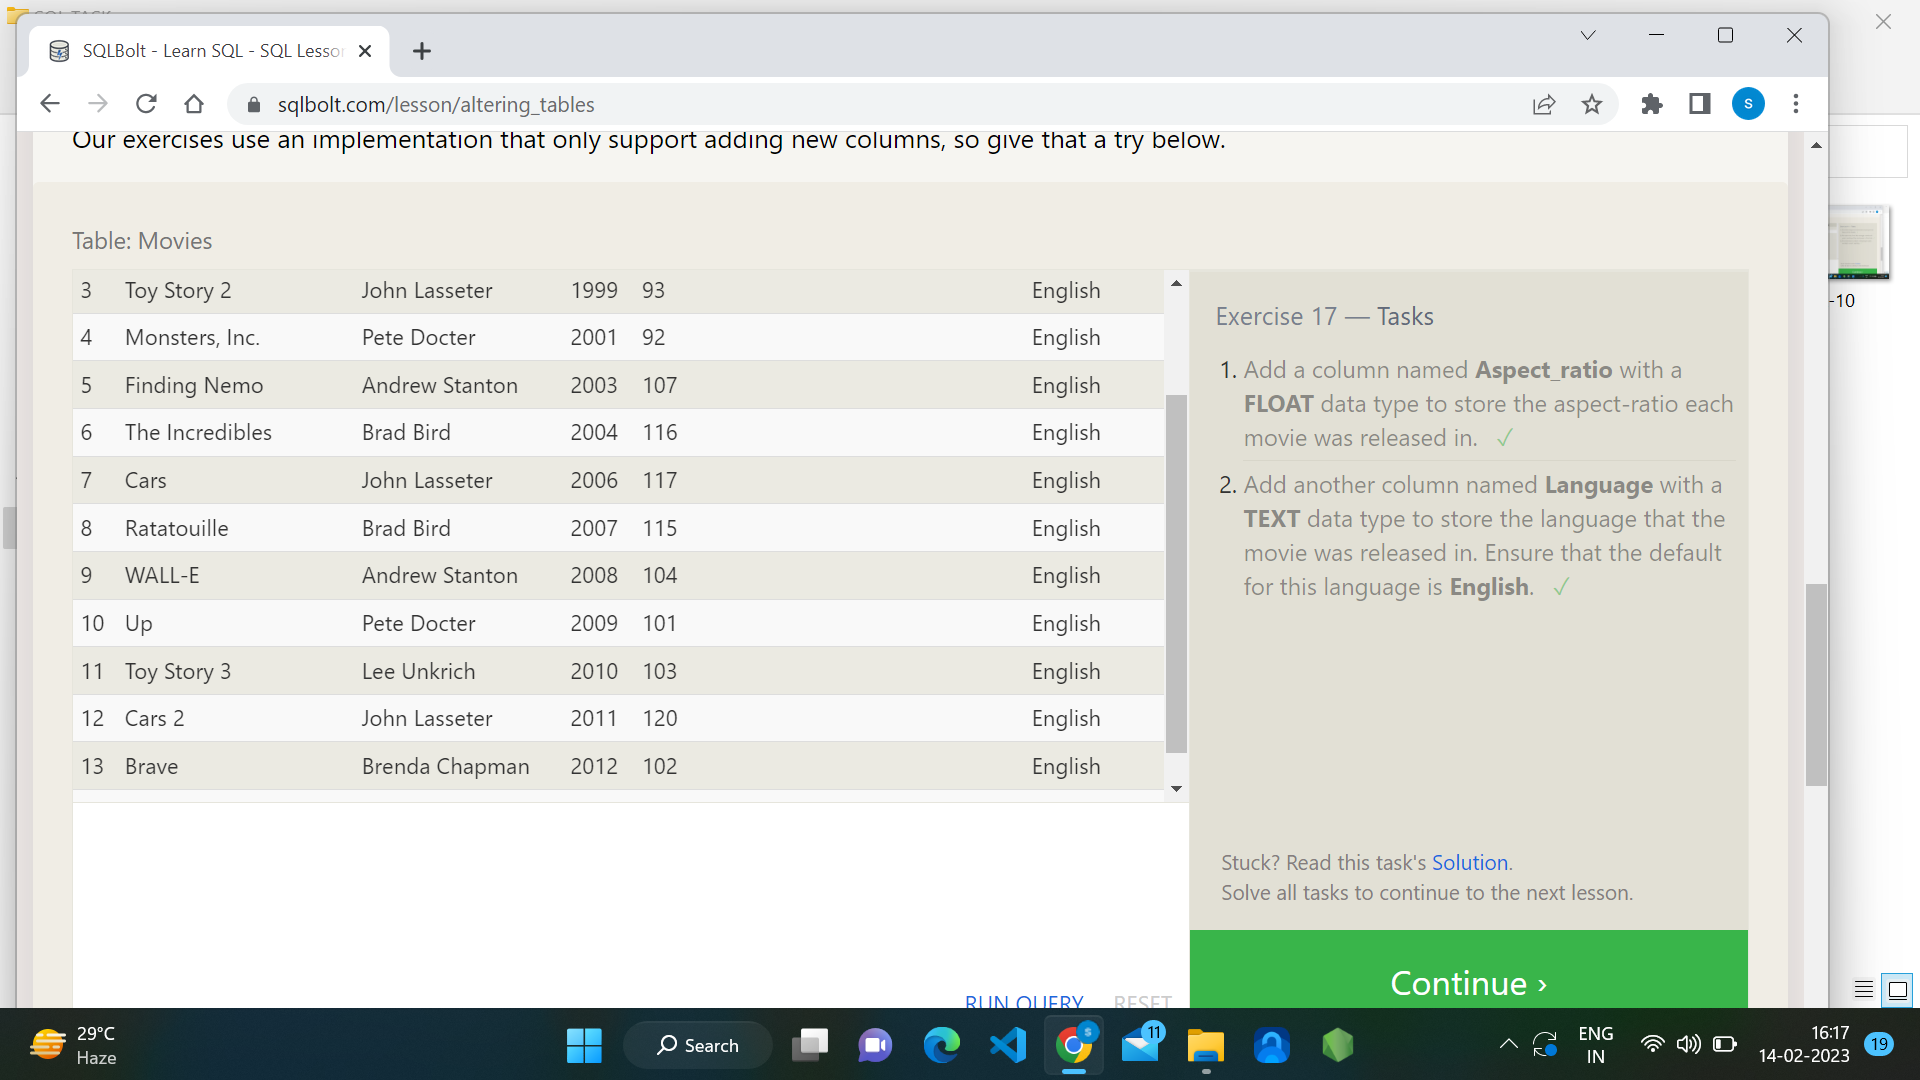 SQLBolt - Learn SQL - SQL Lesson
sqlbolt.com/lesson/altering_tables
S
Our exercises use an implementation that only support adding new columns, so give that a try below.
Table: Movies
3 Toy Story 2 John Lasseter 1999 93 English
4 Monsters, Inc. Pete Docter 2001 92 English
5 Finding Nemo Andrew Stanton 2003 107 English
6 The Incredibles Brad Bird 2004 116 English
7 Cars John Lasseter 2006 117 English
8 Ratatouille Brad Bird 2007 115 English
9 WALL-E Andrew Stanton 2008 104 English
10 Up Pete Docter 2009 101 English
11 Toy Story 3 Lee Unkrich 2010 103 English
12 Cars 2 John Lasseter 2011 120 English
13 Brave Brenda Chapman 2012 102 English
RUN QUERY RESET
Exercise 17 — Tasks
1. Add a column named Aspect_ratio with a
FLOAT data type to store the aspect-ratio each
movie was released in. ✓
2. Add another column named Language with a
TEXT data type to store the language that the
movie was released in. Ensure that the default
for this language is English. ✓
Stuck? Read this task's Solution.
Solve all tasks to continue to the next lesson.
Continue ›
-10
29°C
Haze
Search
11
ENG
IN
16:17
14-02-2023
19